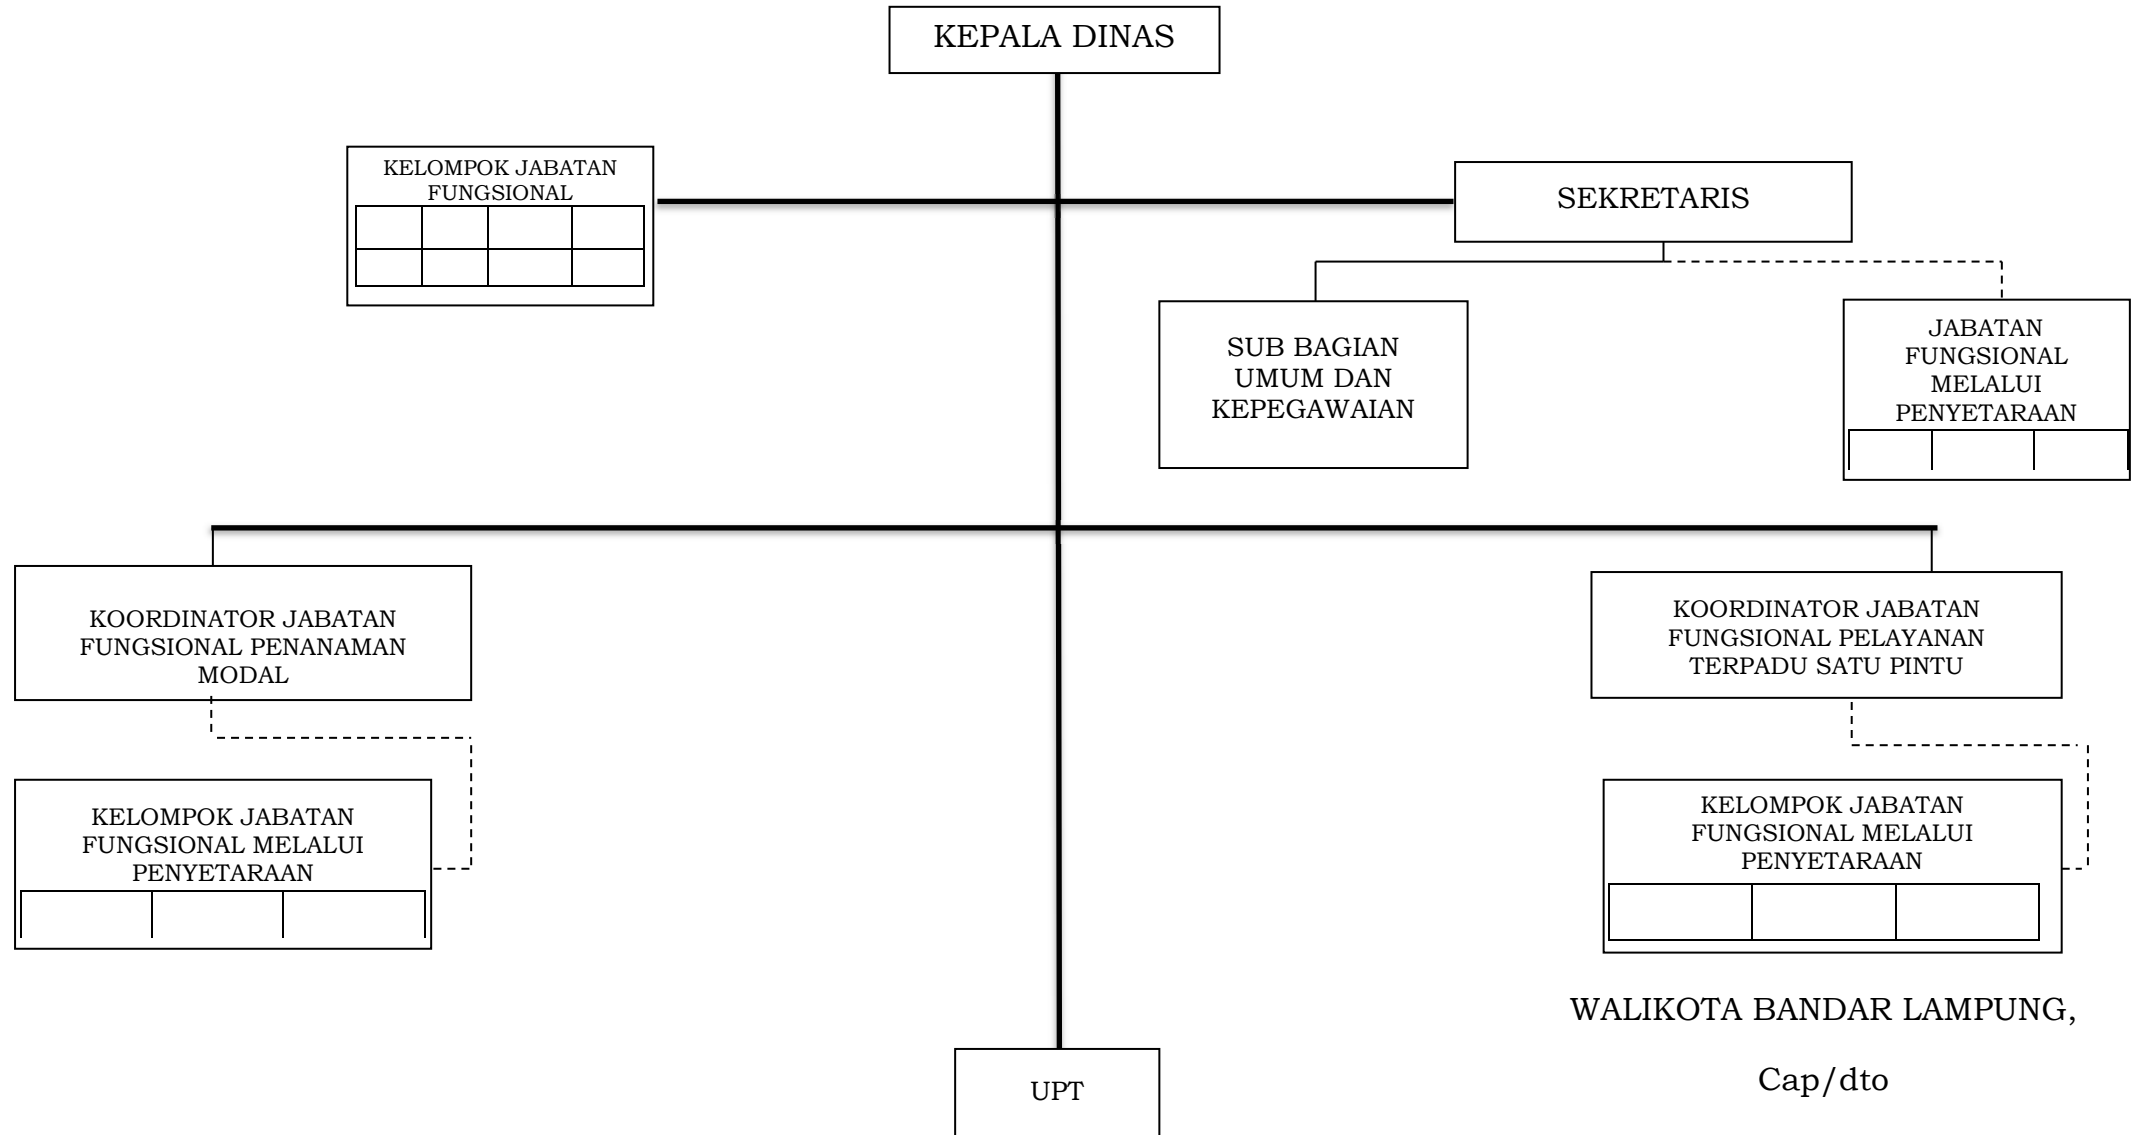 KEPALA DINAS
KELOMPOK JABATAN
FUNGSIONAL
SEKRETARIS
SUB BAGIAN
UMUM DAN
KEPEGAWAIAN
JABATAN
FUNGSIONAL
MELALUI
PENYETARAAN
KOORDINATOR JABATAN
FUNGSIONAL PENANAMAN
MODAL
KOORDINATOR JABATAN
FUNGSIONAL PELAYANAN
TERPADU SATU PINTU
KELOMPOK JABATAN
FUNGSIONAL MELALUI
PENYETARAAN
KELOMPOK JABATAN
FUNGSIONAL MELALUI
PENYETARAAN
WALIKOTA BANDAR LAMPUNG,
Cap/dto
UPT